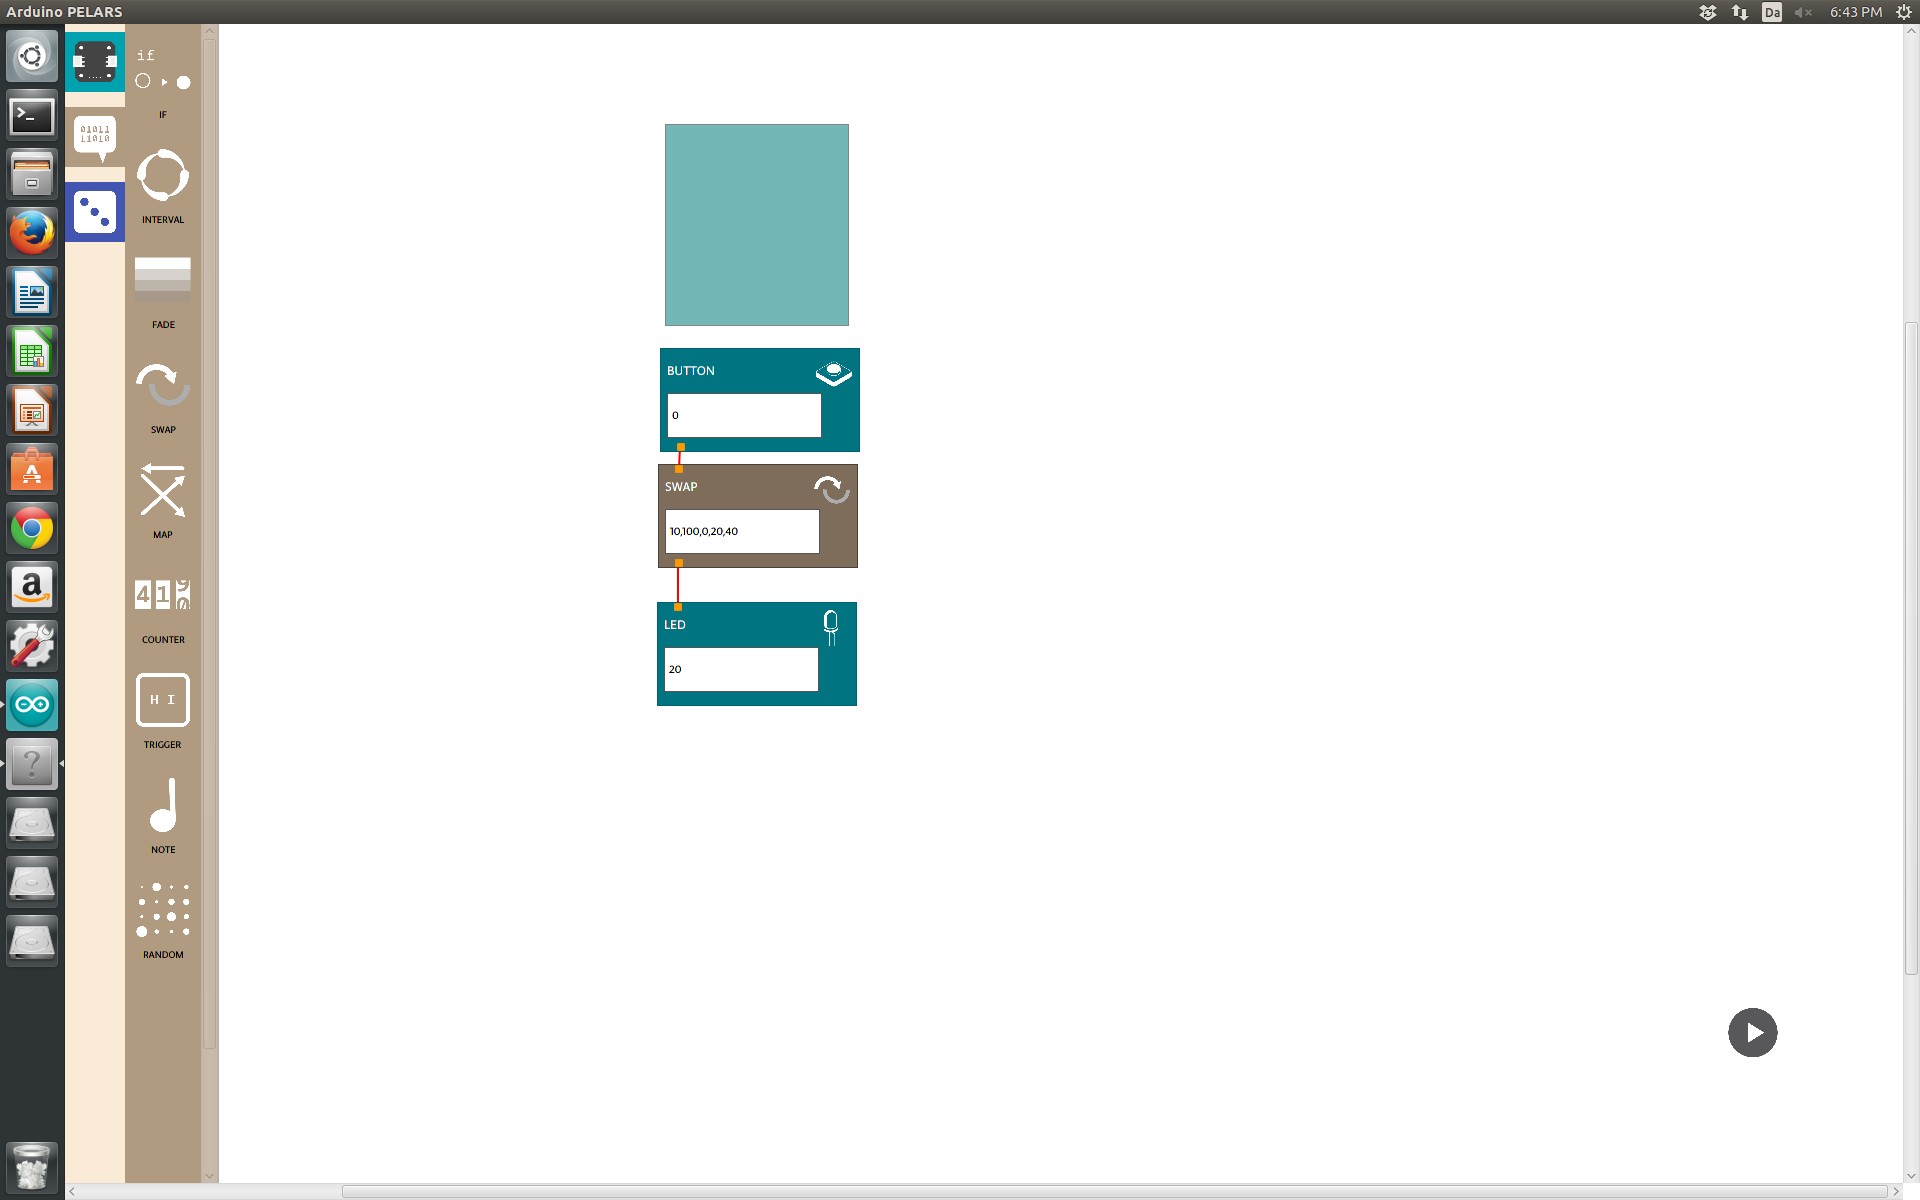 Arduino PELARS
Da
6:43 PM
if
IF
01011
11010
INTERVAL
FADE
SWAP
MAP
COUNTER
H I
TRIGGER
NOTE
RANDOM
BUTTON
0
SWAP
10,100,0,20,40
LED
20